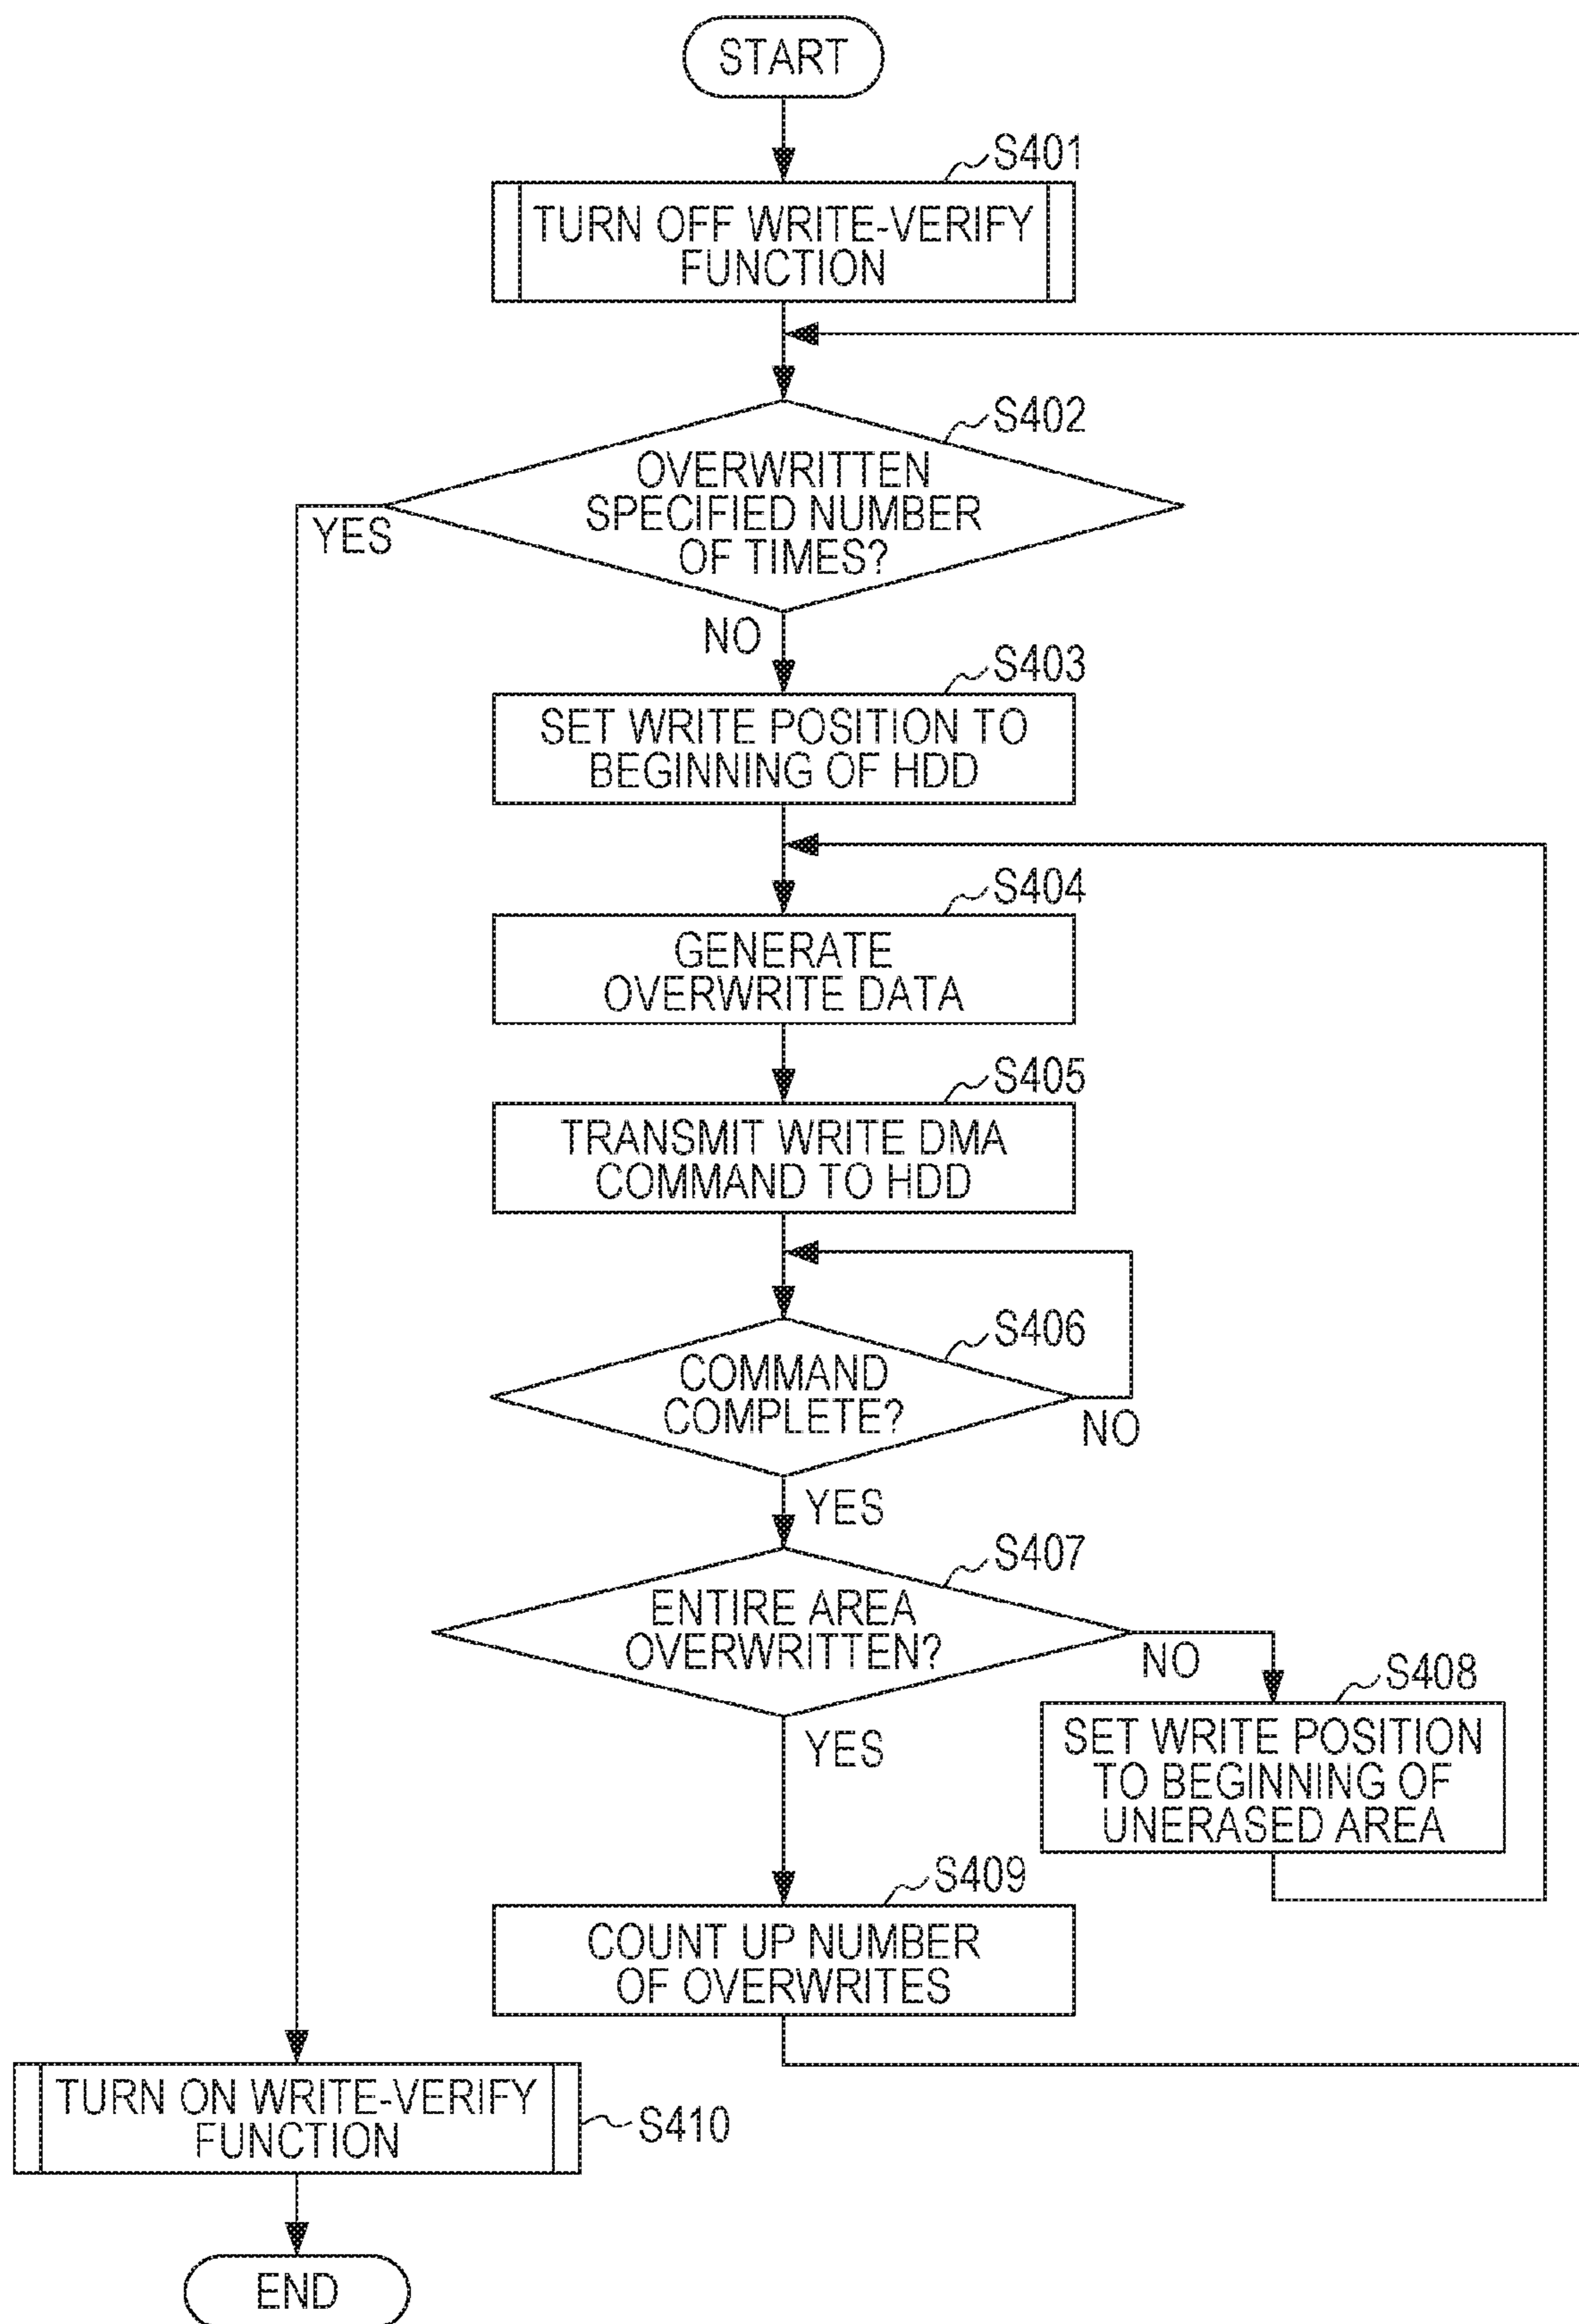 START
S401
TURN OFF WRITE-VERIFY
FUNCTION
S402
OVERWRITTEN
SPECIFIED NUMBER
OF TIMES?
YES
NO
S403
SET WRITE POSITION TO
BEGINNING OF HDD
S404
GENERATE
OVERWRITE DATA
S405
TRANSMIT WRITE DMA
COMMAND TO HDD
S406
COMMAND
COMPLETE?
NO
YES
S407
ENTIRE AREA
OVERWRITTEN?
NO
YES
S408
SET WRITE POSITION
TO BEGINNING OF
UNERASED AREA
S409
COUNT UP NUMBER
OF OVERWRITES
TURN ON WRITE-VERIFY
FUNCTION
S410
END